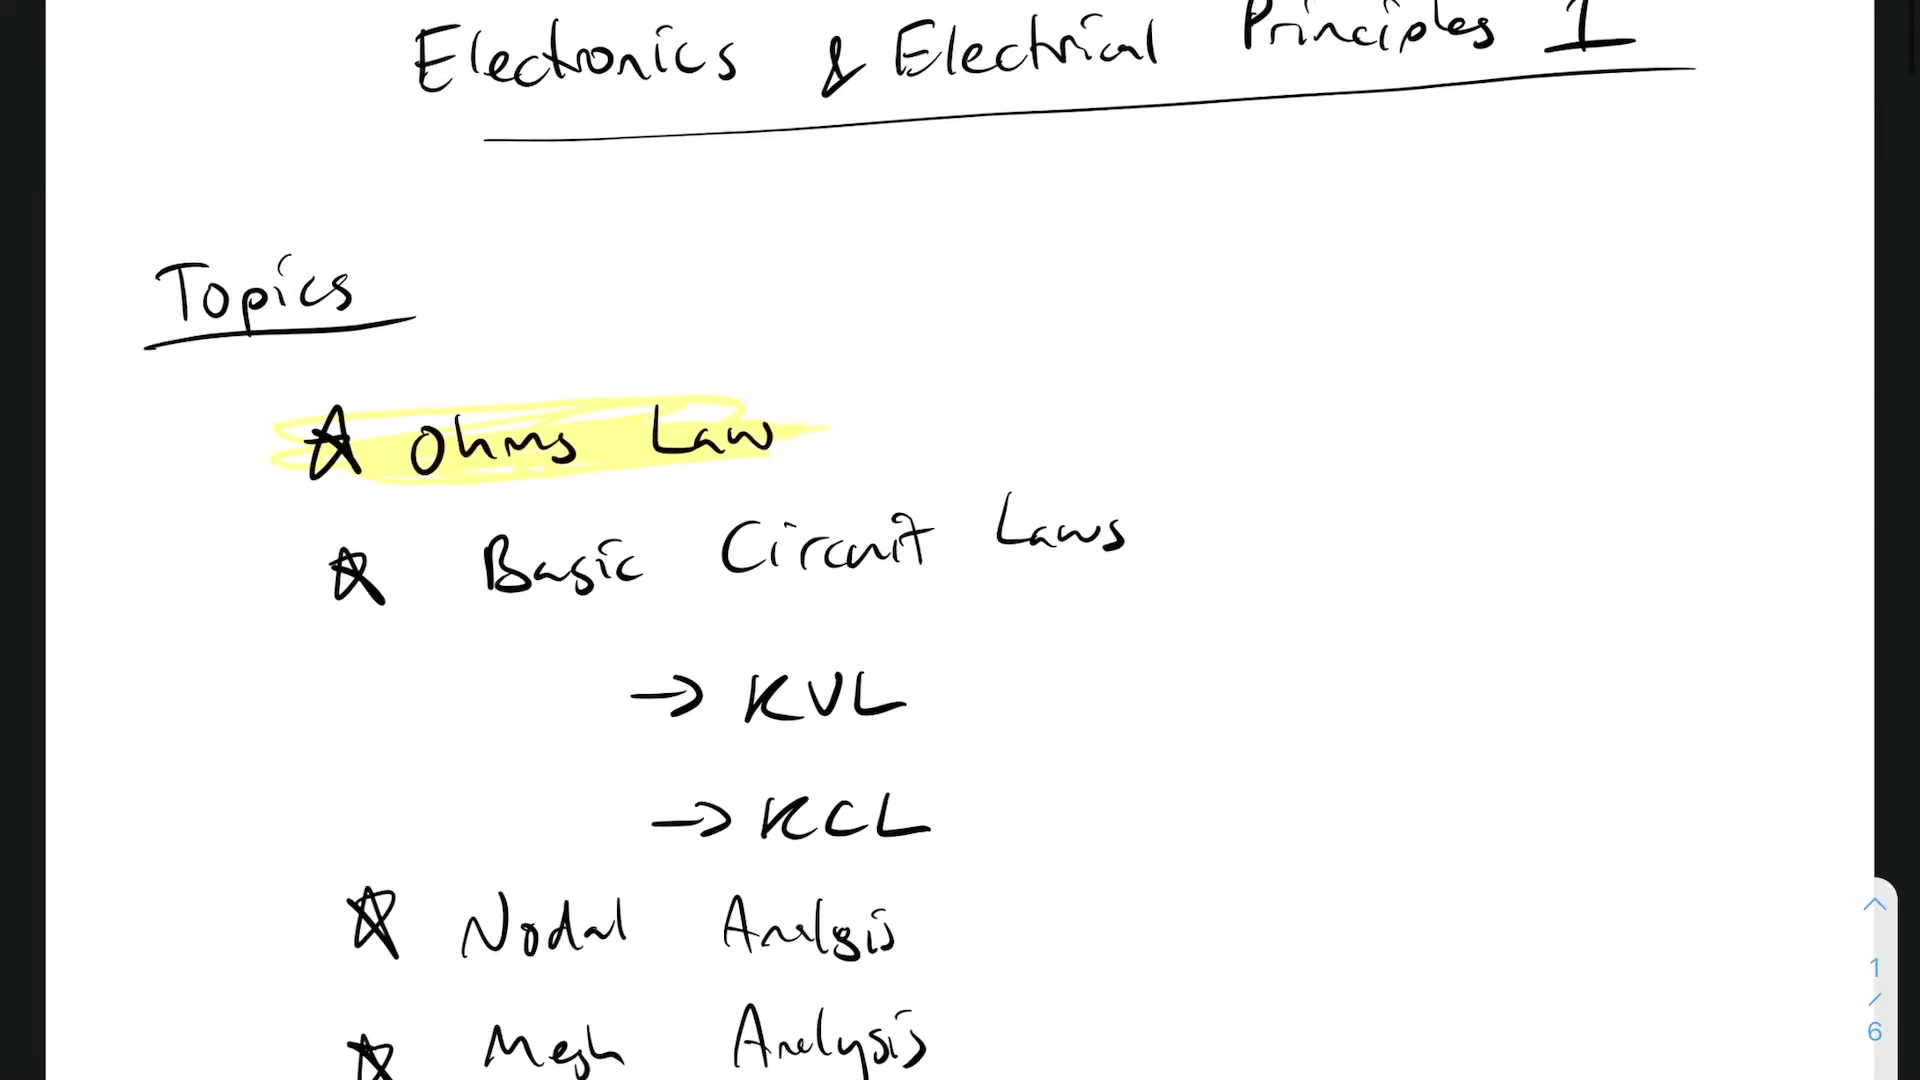 Electronics & Electrical Principles 1
Topics
Ohms Law
Basic Circuit Laws
→ KVL
→ KCL
Nodal Analysis
Mesh Analysis
1
/
6